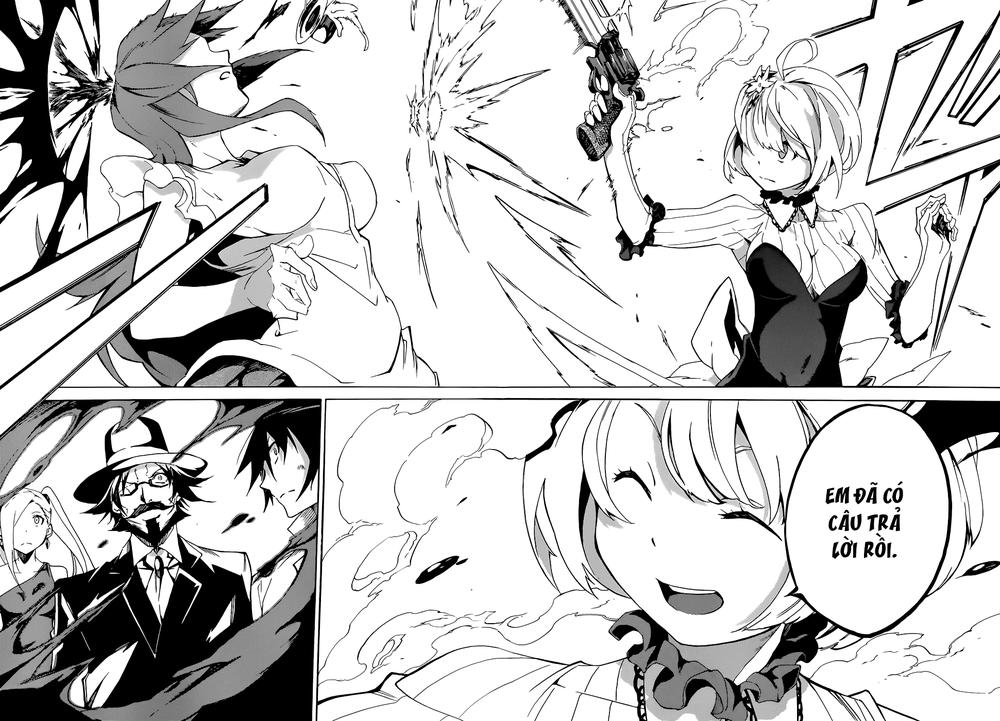 EM ĐÃ CÓ
CÂU TRẢ
LỜI RỒI.